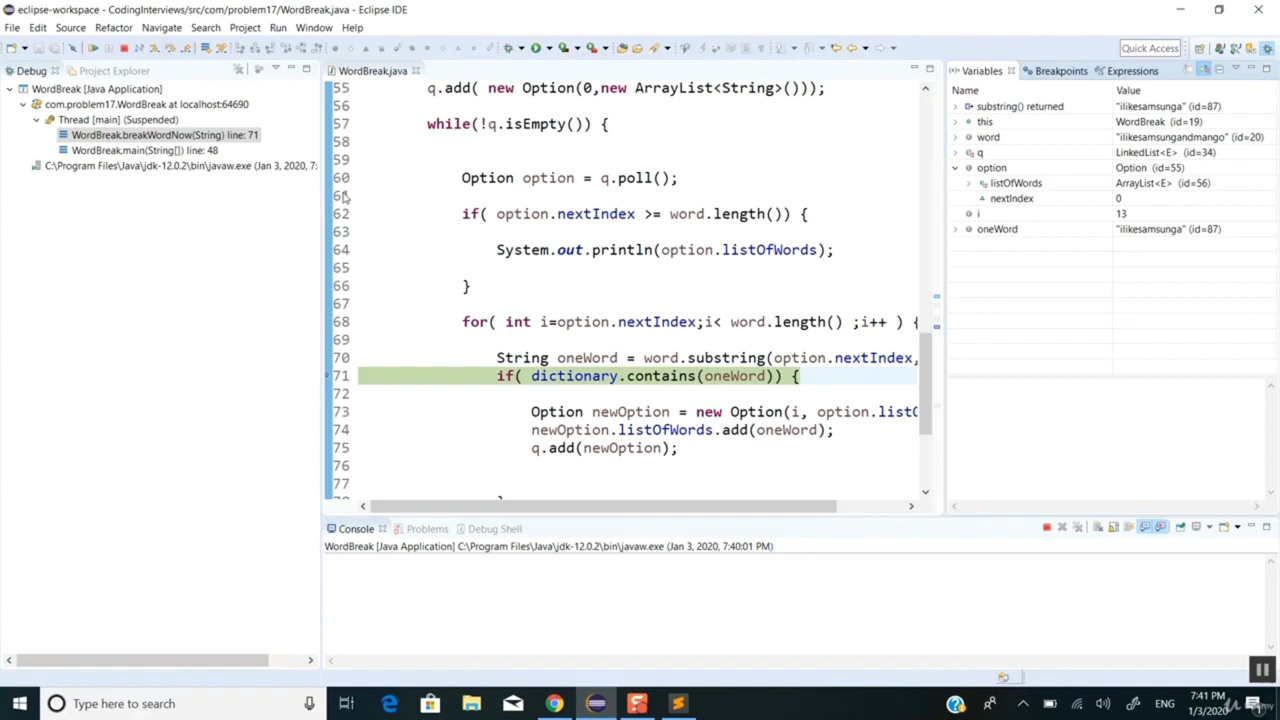 eclipse-workspace - CodingInterviews/src/com/problem17/WordBreak.java - Eclipse IDE
File Edit Source Refactor Navigate Search Project Run Window Help
Quick Access
Debug Project Explorer
WordBreak [Java Application]
com.problem17.WordBreak at localhost:64690
Thread [main] (Suspended)
WordBreak.breakWordNow(String) line: 71
WordBreak.main(String[]) line: 48
C:\Program Files\Java\jdk-12.0.2\bin\javaw.exe (Jan 3, 2020, 7:
WordBreak.java
55 q.add( new Option(0,new ArrayList<String>()));
56
57 while(!q.isEmpty()) {
58
59
60 Option option = q.poll();
61
62 if( option.nextIndex >= word.length()) {
63
64 System.out.println(option.listOfWords);
65
66 }
67
68 for( int i=option.nextIndex;i< word.length() ;i++ ) {
69
70 String oneWord = word.substring(option.nextIndex,
71 if( dictionary.contains(oneWord)) {
72
73 Option newOption = new Option(i, option.listO
74 newOption.listOfWords.add(oneWord);
75 q.add(newOption);
76
77
78 }
Variables Breakpoints Expressions
Name Value
substring() returned "ilikesamsunga" (id=87)
this WordBreak (id=19)
word "ilikesamsungandmango" (id=20)
q LinkedList<E> (id=34)
option Option (id=55)
listOfWords ArrayList<E> (id=56)
nextIndex 0
i 13
oneWord "ilikesamsunga" (id=87)
Console Problems Debug Shell
WordBreak [Java Application] C:\Program Files\Java\jdk-12.0.2\bin\javaw.exe (Jan 3, 2020, 7:40:01 PM)
Type here to search
ENG
7:41 PM
1/3/2020